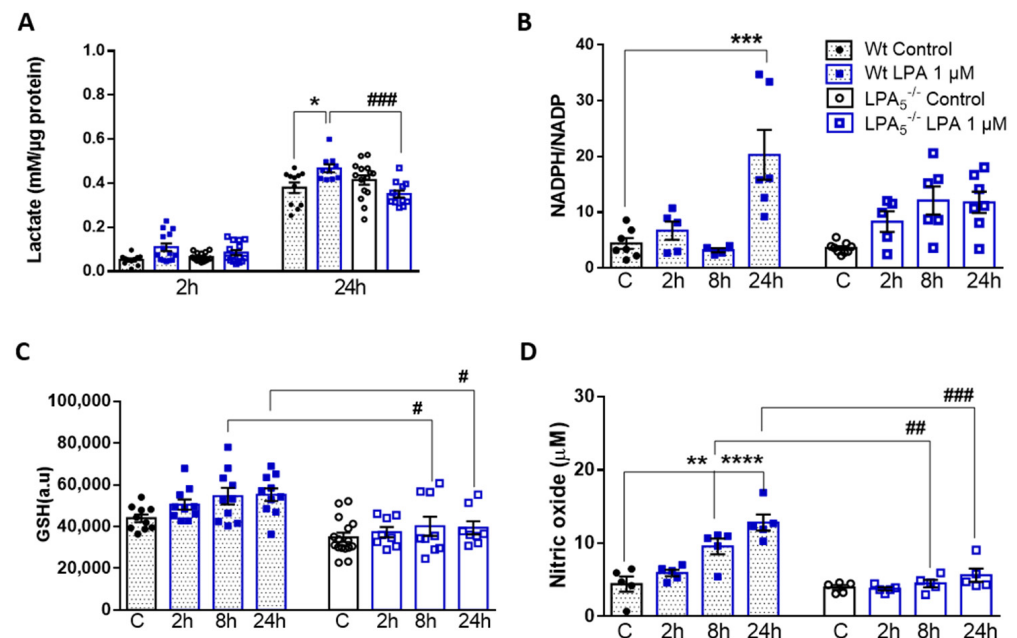 A
Lactate (mM/µg protein)
1.0
0.8
0.6
0.4
0.2
0.0
* ###
2h 24h
B
NADPH/NADP
40
30
20
10
0
***
C 2h 8h 24h C 2h 8h 24h
Wt Control
Wt LPA 1 µM
LPA5-/- Control
LPA5-/- LPA 1 µM
C
GSH(a.u)
100,000
80,000
60,000
40,000
20,000
0
#
#
C 2h 8h 24h C 2h 8h 24h
D
Nitric oxide (µM)
30
20
10
0
###
##
** ****
C 2h 8h 24h C 2h 8h 24h